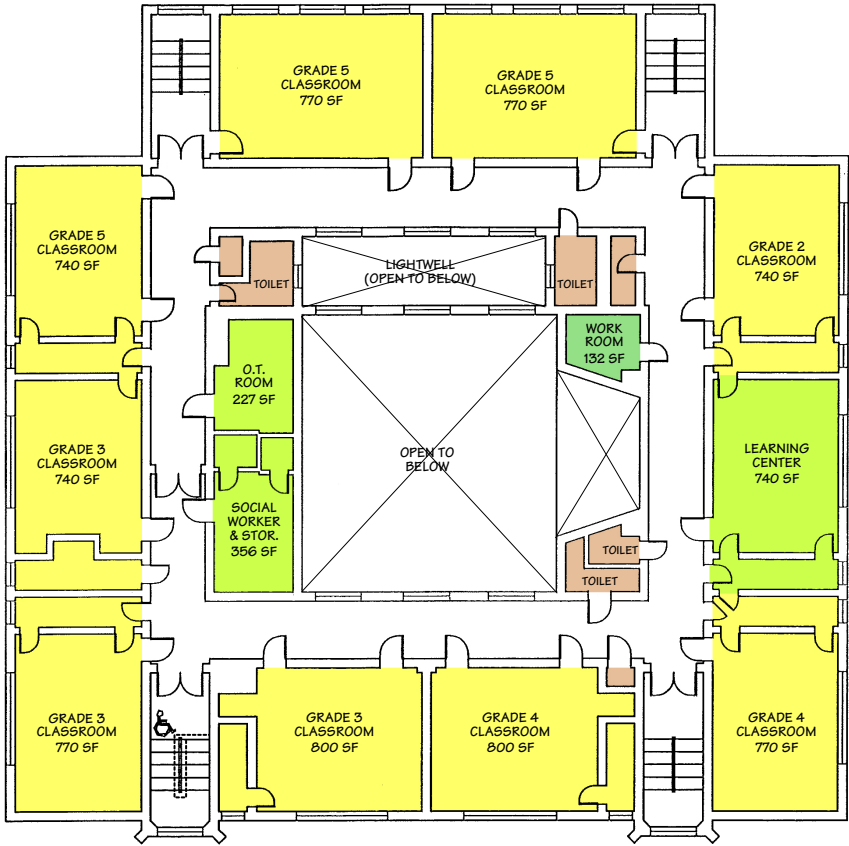 GRADE 5
CLASSROOM
770 SF
GRADE 5
CLASSROOM
770 SF
GRADE 5
CLASSROOM
740 SF
GRADE 2
CLASSROOM
740 SF
TOILET
LIGHTWELL
(OPEN TO BELOW)
TOILET
O.T.
ROOM
227 SF
WORK
ROOM
132 SF
GRADE 3
CLASSROOM
740 SF
OPEN TO
BELOW
LEARNING
CENTER
740 SF
SOCIAL
WORKER
& STOR.
356 SF
TOILET
TOILET
GRADE 3
CLASSROOM
770 SF
GRADE 3
CLASSROOM
800 SF
GRADE 4
CLASSROOM
800 SF
GRADE 4
CLASSROOM
770 SF